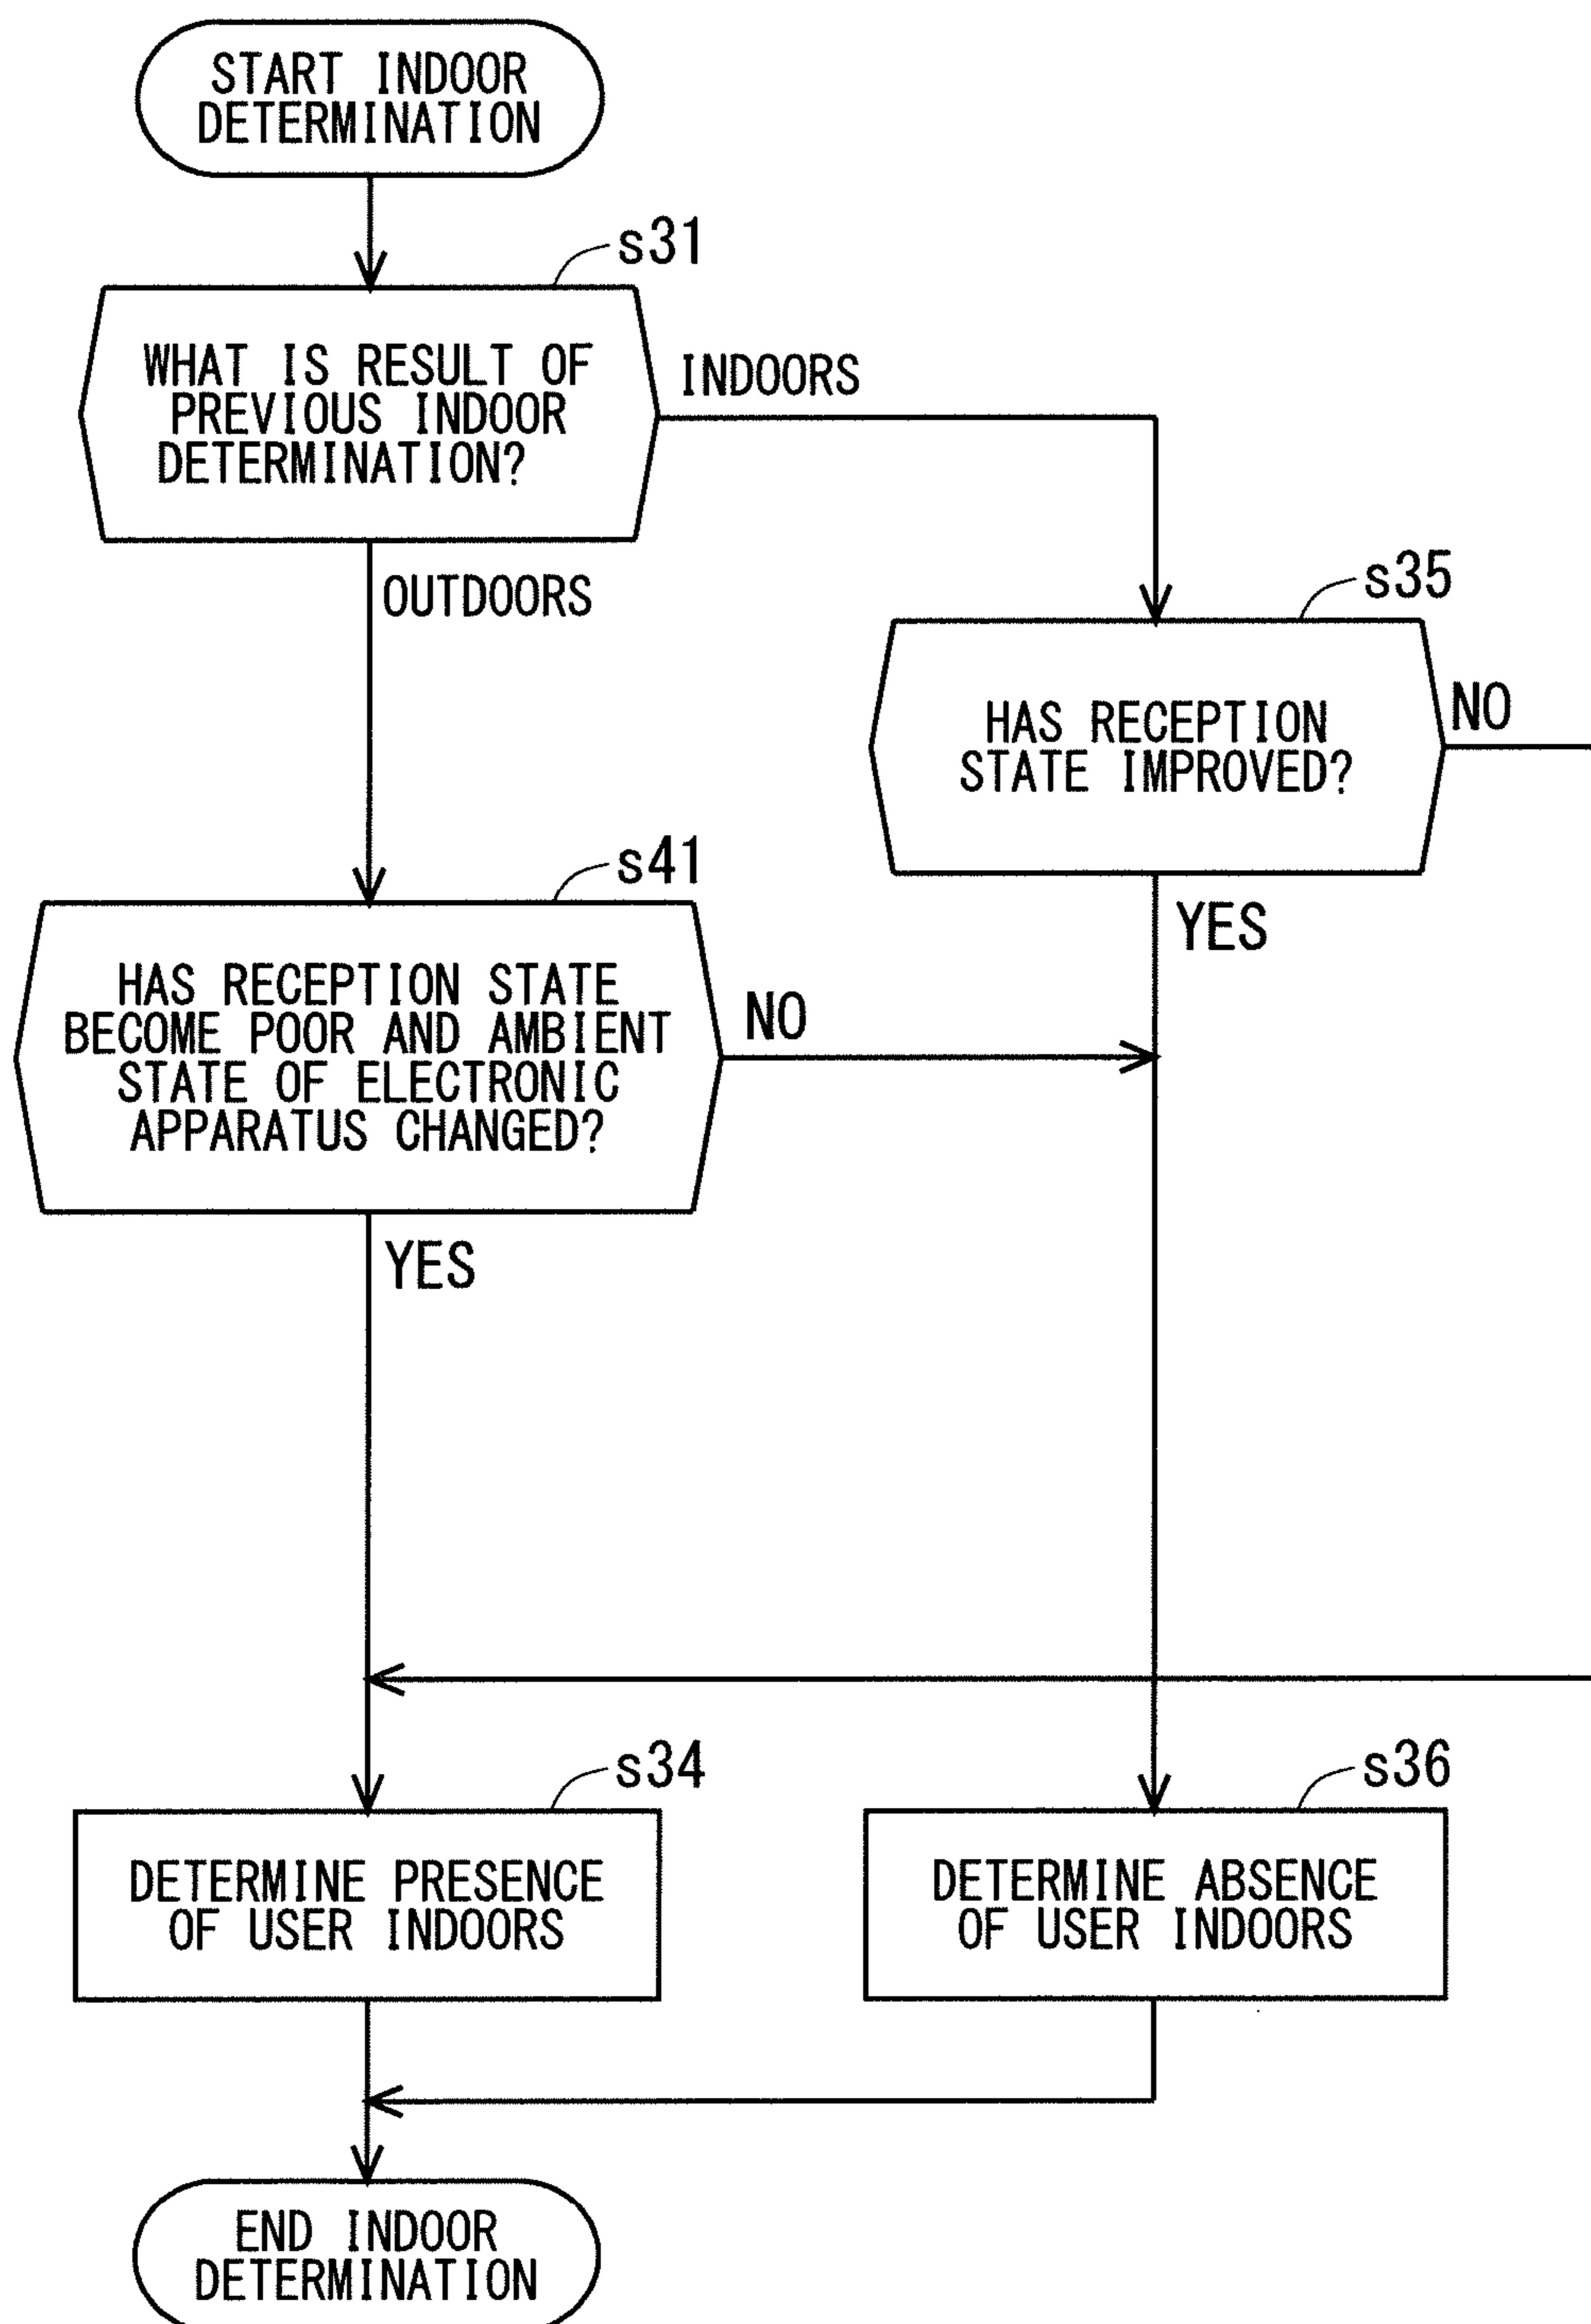 START INDOOR
DETERMINATION
s31
WHAT IS RESULT OF
PREVIOUS INDOOR
DETERMINATION?
INDOORS
OUTDOORS
s35
HAS RECEPTION
STATE IMPROVED?
NO
YES
s41
HAS RECEPTION STATE
BECOME POOR AND AMBIENT
STATE OF ELECTRONIC
APPARATUS CHANGED?
NO
YES
s34
DETERMINE PRESENCE
OF USER INDOORS
s36
DETERMINE ABSENCE
OF USER INDOORS
END INDOOR
DETERMINATION